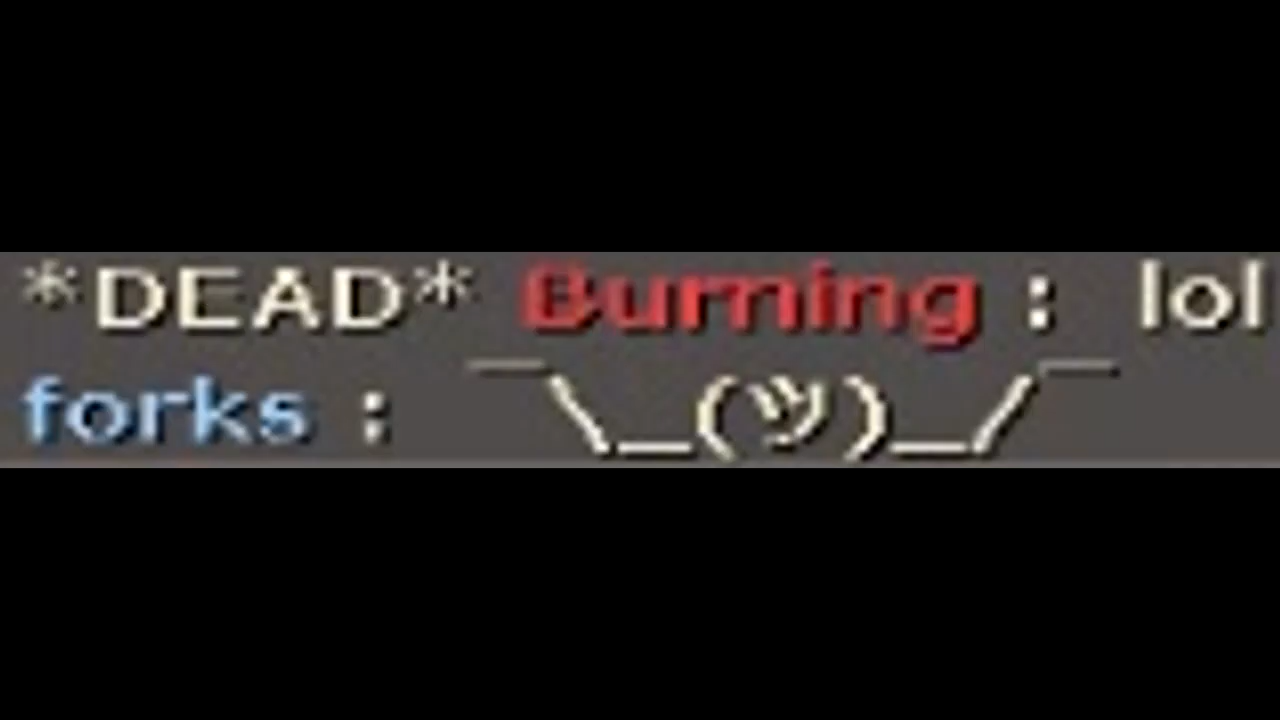 *DEAD* Burning : lol
forks : ¯\_(ツ)_/¯